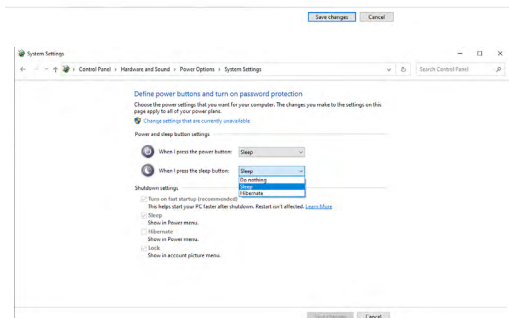 Save changes Cancel
System Settings
Control Panel › Hardware and Sound › Power Options › System Settings
Search Control Panel
Define power buttons and turn on password protection
Choose the power settings that you want for your computer. The changes you make to the settings on this
page apply to all of your power plans.
Change settings that are currently unavailable
Power and sleep button settings
When I press the power button: Sleep
When I press the sleep button: Sleep
Do nothing
Sleep
Hibernate
Shutdown settings
Turn on fast startup (recommended)
This helps start your PC faster after shutdown. Restart isn't affected. Learn More
Sleep
Show in Power menu.
Hibernate
Show in Power menu.
Lock
Show in account picture menu.
Save changes Cancel